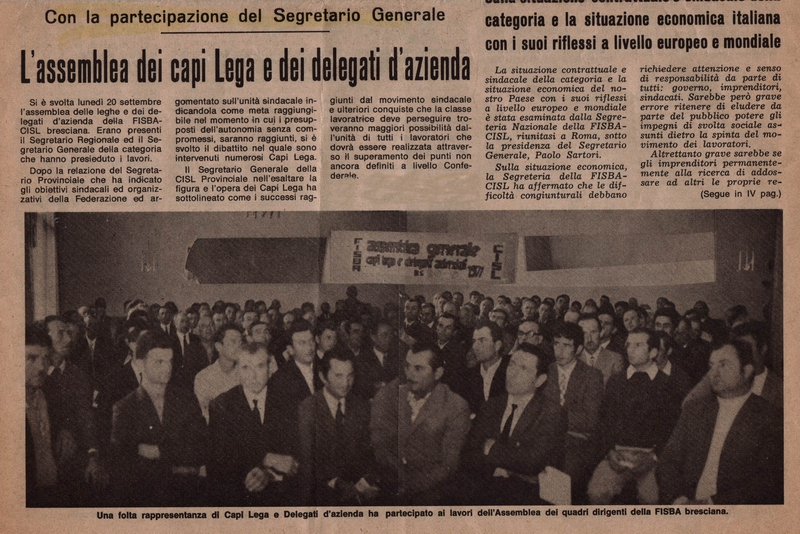 Con la partecipazione del Segretario Generale
L'assemblea dei capi Lega e dei delegati d'azienda
Si è svolta lunedì 20 settembre
l'assemblea delle leghe e dei de-
legati d'azienda della FISBA-
CISL bresciana. Erano presenti
il Segretario Regionale ed il Se-
gretario Generale della categoria
che hanno presieduto i lavori.
Dopo la relazione del Segreta-
rio Provinciale che ha indicato
gli obiettivi sindacali ed organiz-
zativi della Federazione ed ar-
gomentato sull'unità sindacale in-
dicandola come meta raggiungi-
bile nel momento in cui i presup-
posti dell'autonomia senza com-
promessi, saranno raggiunti, si è
svolto il dibattito nel quale sono
intervenuti numerosi Capi Lega.
Il Segretario Generale della
CISL Provinciale nell'esaltare la
figura e l'opera dei Capi Lega ha
sottolineato come i successi rag-
giunti dal movimento sindacale
e ulteriori conquiste che la classe
lavoratrice deve perseguire tro-
veranno maggiori possibilità dal-
l'unità di tutti i lavoratori che
dovrà essere realizzata attraver-
so il superamento dei punti non
ancora definiti a livello Confe-
derale.
categoria e la situazione economica italiana
con i suoi riflessi a livello europeo e mondiale
La situazione contrattuale e
sindacale della categoria e la
situazione economica del no-
stro Paese con i suoi riflessi
a livello europeo e mondiale
è stata esaminata dalla Segre-
teria Nazionale della FISBA-
CISL, riunitasi a Roma, sotto
la presidenza del Segretario
Generale, Paolo Sartori.
Sulla situazione economica,
la Segreteria della FISBA-
CISL ha affermato che le dif-
ficoltà congiunturali debbano
richiedere attenzione e senso
di responsabilità da parte di
tutti: governo, imprenditori,
sindacati. Sarebbe però grave
errore ritenere di eludere da
parte del pubblico potere gli
impegni di svolta sociale as-
sunti dietro la pinta del mo-
vimento dei lavoratori.
Altrettanto grave sarebbe se
gli imprenditori permanente-
mente alla ricerca di addos-
sare ad altri le proprie re-
(Segue in IV pag.)
FISBA
assemblea generale
capi lega e delegati aziendali
1971
CISL
Una folta rappresentanza di Capi Lega e Delegati d'azienda ha partecipato ai lavori dell'Assemblea dei quadri dirigenti della FISBA bresciana.